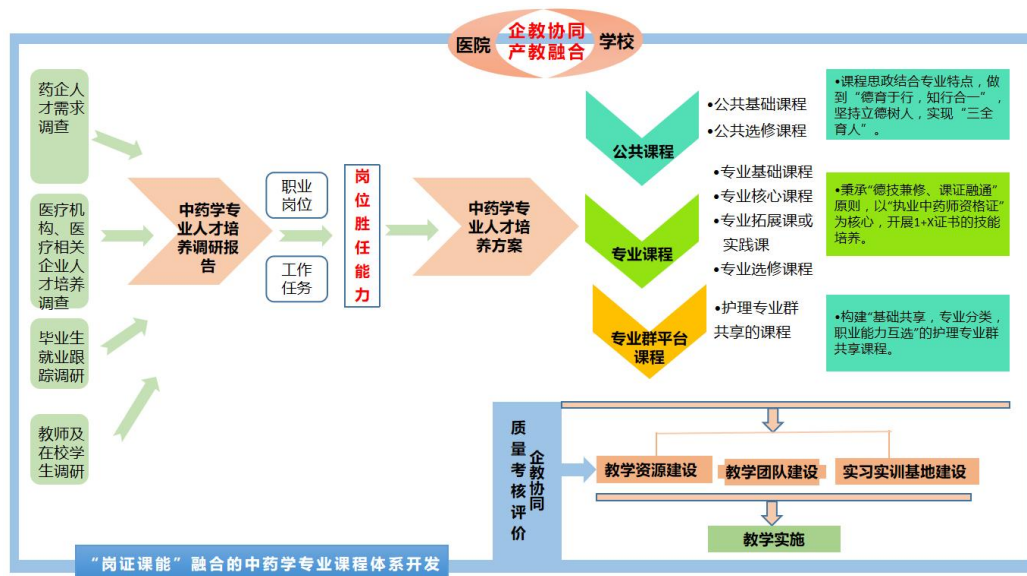 医院
企教协同
产教融合
学校
药企人
才需求
调查
医疗机
构、医
疗相关
企业人
才培养
调查
毕业生
就业跟
踪调研
教师及
在校学
生调研
中药学专
业人才培
养调研报
告
职业
岗位
工作
任务
岗位胜任能力
中药学专
业人才培
养方案
公共课程
•公共基础课程
•公共选修课程
•课程思政结合专业特点，做
到“德育于行，知行合一”，
坚持立德树人，实现“三全
育人”。
专业课程
•专业基础课程
•专业核心课程
•专业拓展课或
实践课
•专业选修课程
•秉承“德技兼修、课证融通”
原则，以“执业中药师资格证”
为核心，开展1+X证书的技能
培养。
专业群平台
课程
•护理专业群
共享的课程
•构建“基础共享，专业分类，
职业能力互选”的护理专业群
共享课程。
质量考核评价
企教协同
教学资源建设
教学团队建设
实习实训基地建设
教学实施
“岗证课能”融合的中药学专业课程体系开发